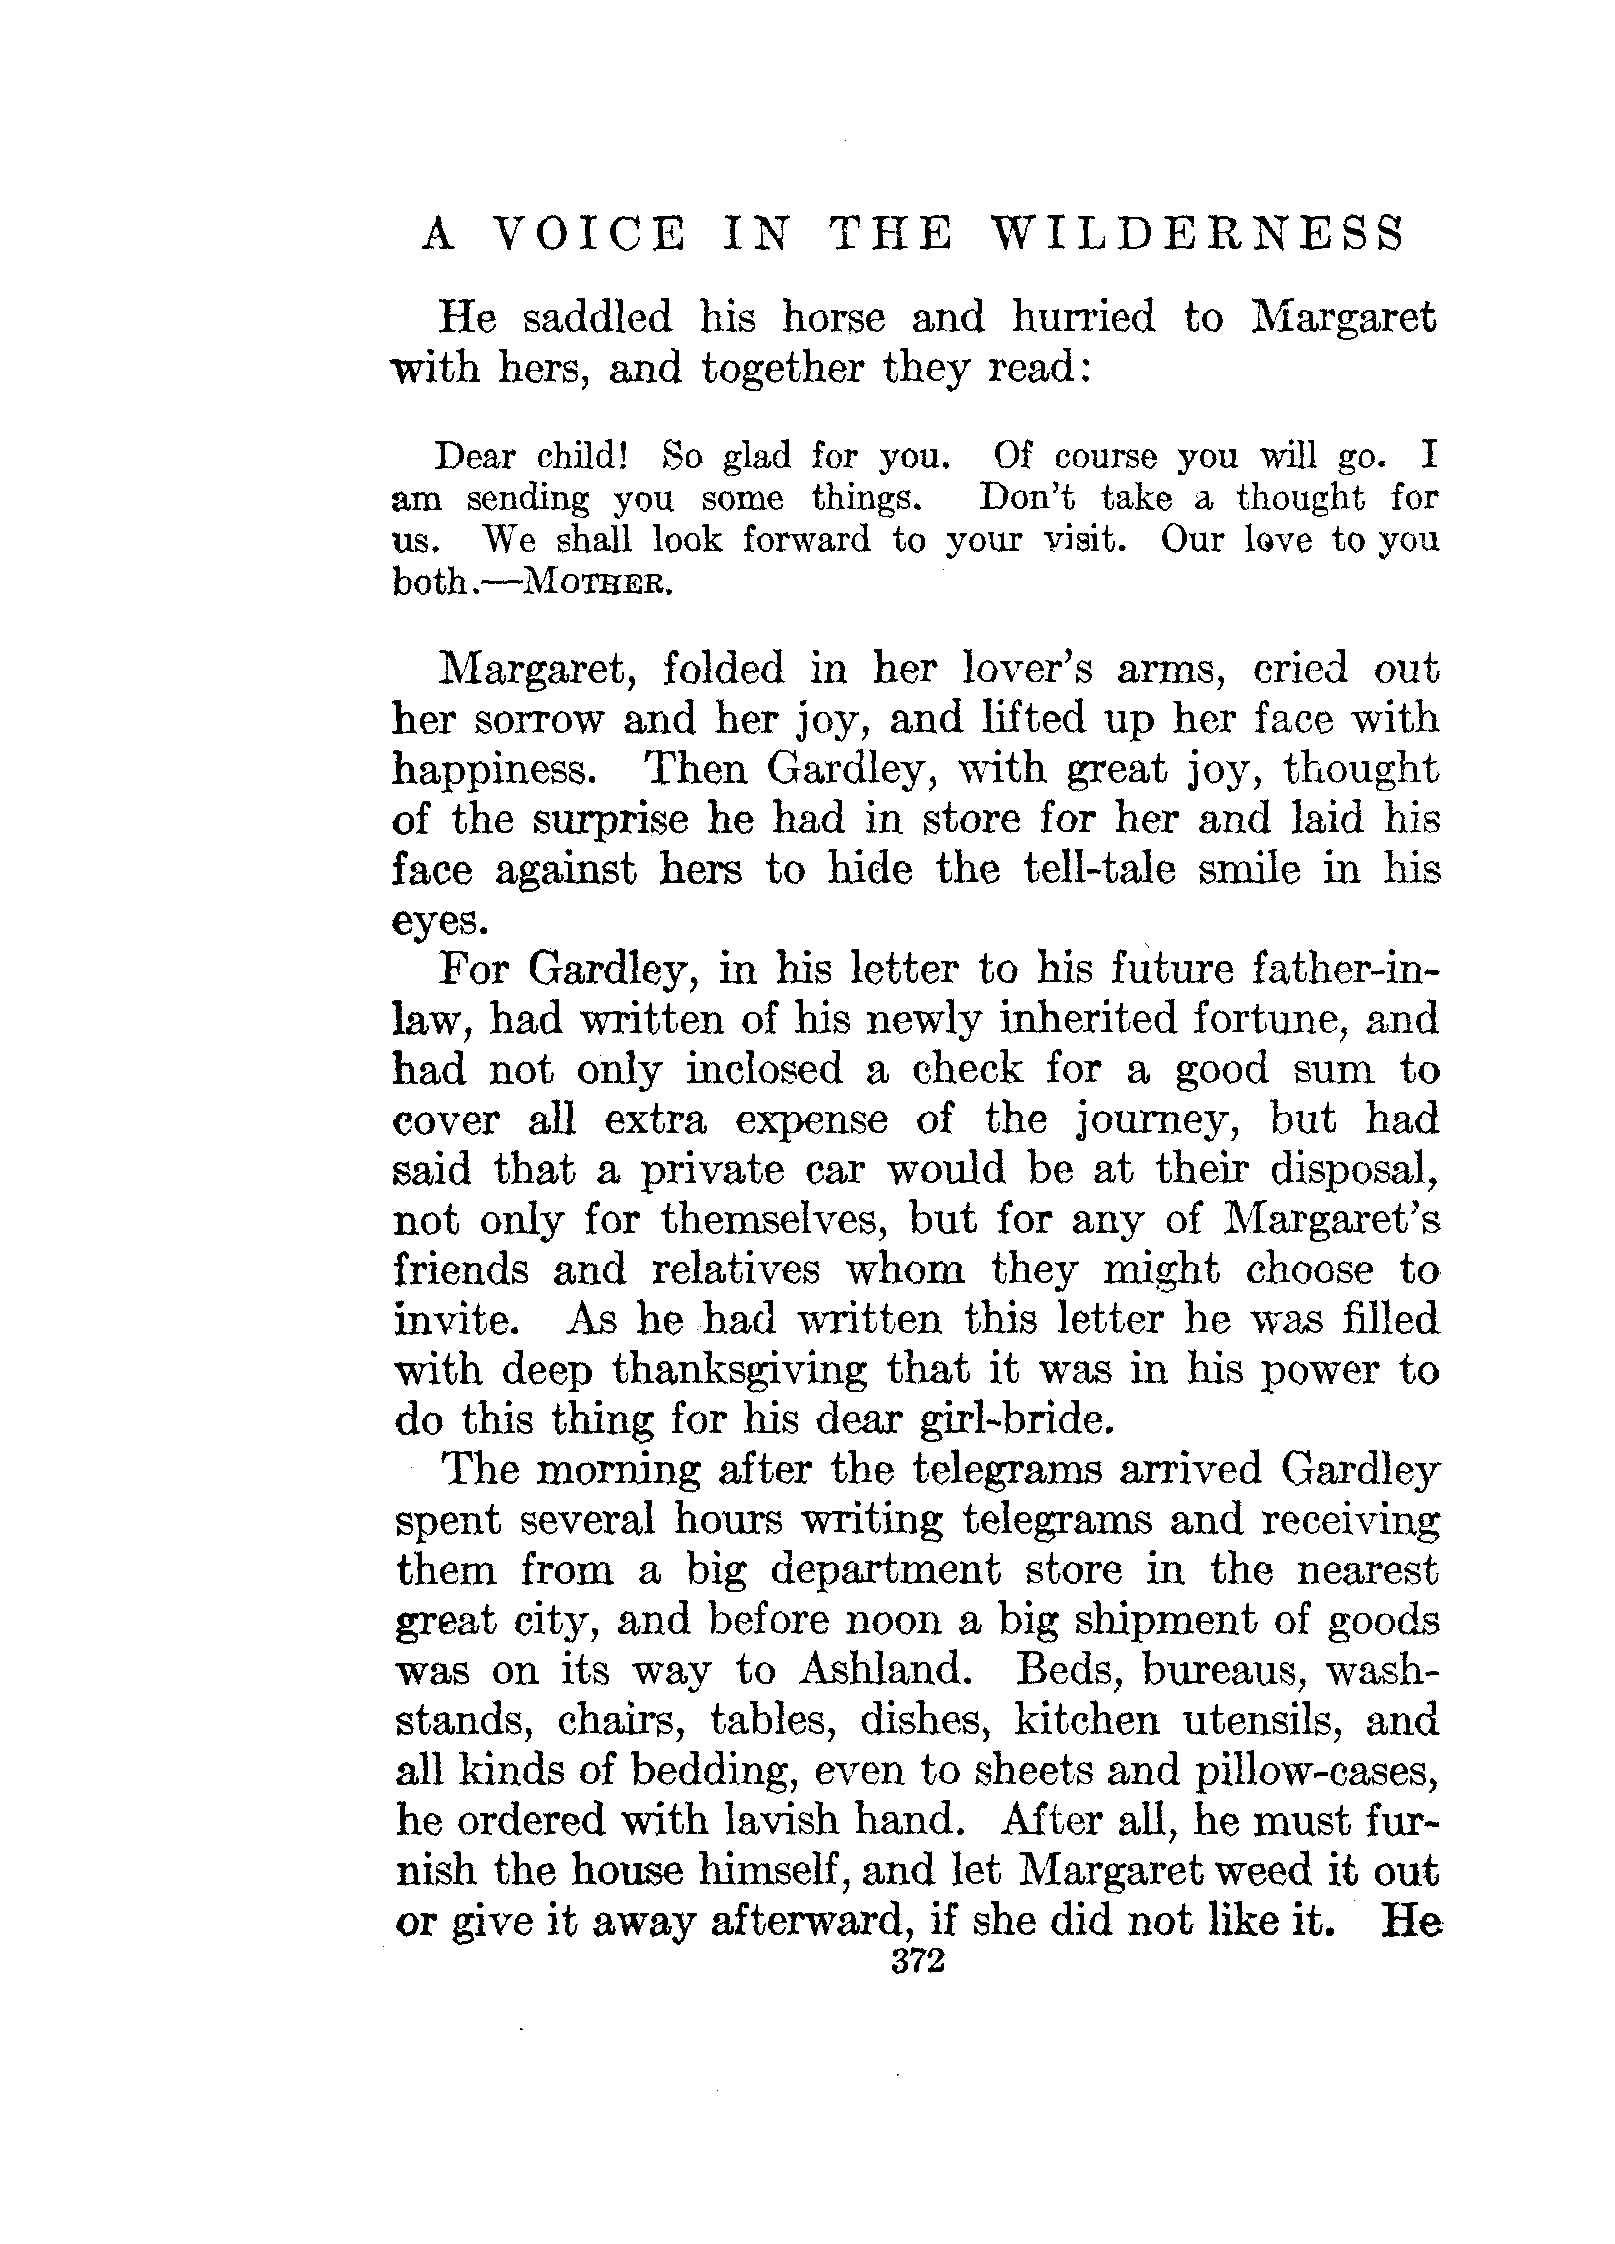 A VOICE IN THE WILDERNESS
He saddled his horse and hurried to Margaret
with hers, and together they read:
Dear child! So glad for you. Of course you will go. I
am sending you some things. Don't take a thought for
us. We shall look forward to your visit. Our love to you
both.—MOTHER.
Margaret, folded in her lover's arms, cried out
her sorrow and her joy, and lifted up her face with
happiness. Then Gardley, with great joy, thought
of the surprise he had in store for her and laid his
face against hers to hide the tell-tale smile in his
eyes.
For Gardley, in his letter to his future father-in-
law, had written of his newly inherited fortune, and
had not only inclosed a check for a good sum to
cover all extra expense of the journey, but had
said that a private car would be at their disposal,
not only for themselves, but for any of Margaret's
friends and relatives whom they might choose to
invite. As he had written this letter he was filled
with deep thanksgiving that it was in his power to
do this thing for his dear girl-bride.
The morning after the telegrams arrived Gardley
spent several hours writing telegrams and receiving
them from a big department store in the nearest
great city, and before noon a big shipment of goods
was on its way to Ashland. Beds, bureaus, wash-
stands, chairs, tables, dishes, kitchen utensils, and
all kinds of bedding, even to sheets and pillow-cases,
he ordered with lavish hand. After all, he must fur-
nish the house himself, and let Margaret weed it out
or give it away afterward, if she did not like it. He
372